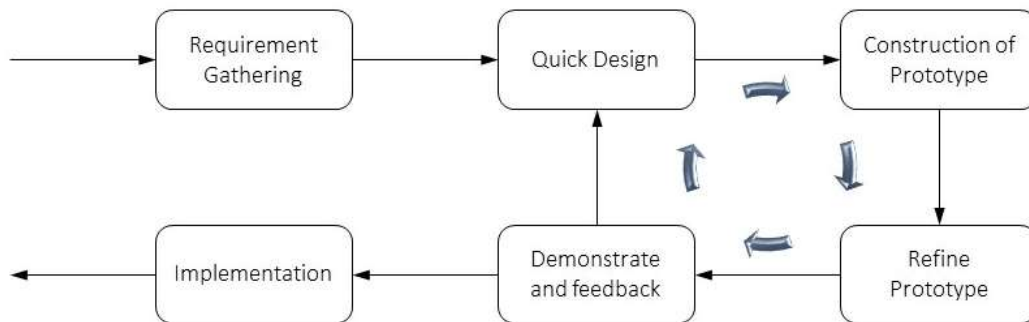 Requirement
Gathering
Quick Design
Construction of
Prototype
Implementation
Demonstrate
and feedback
Refine
Prototype